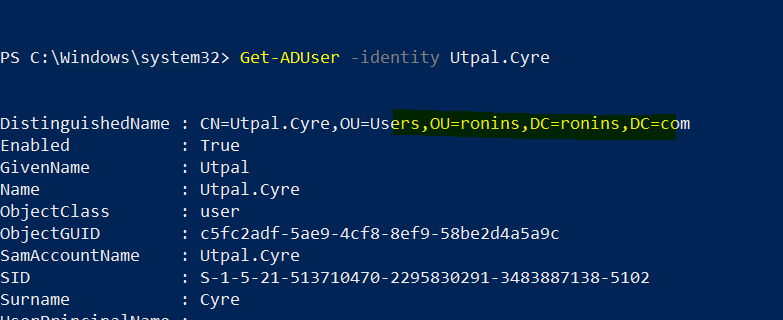 PS C:\Windows\system32> Get-ADUser -identity Utpal.Cyre
DistinguishedName : CN=Utpal.Cyre,OU=Users,OU=ronins,DC=ronins,DC=com
Enabled : True
GivenName : Utpal
Name : Utpal.Cyre
ObjectClass : user
ObjectGUID : c5fc2adf-5ae9-4cf8-8ef9-58be2d4a5a9c
SamAccountName : Utpal.Cyre
SID : S-1-5-21-513710470-2295830291-3483887138-5102
Surname : Cyre
UserPrincipalName :